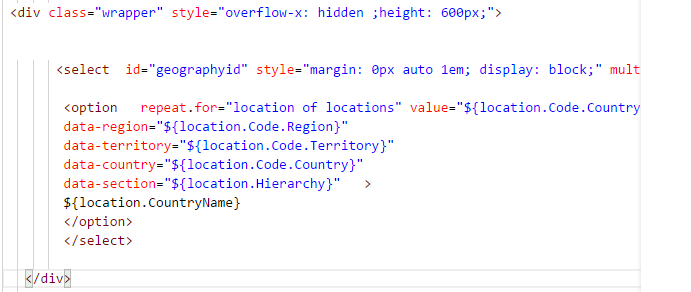 <div class="wrapper" style="overflow-x: hidden ;height: 600px;">
<select  id="geographyid" style="margin: 0px auto 1em; display: block;" mult
<option   repeat.for="location of locations" value="${location.Code.Country
data-region="${location.Code.Region}"
data-territory="${location.Code.Territory}"
data-country="${location.Code.Country}"
data-section="${location.Hierarchy}"   >
${location.CountryName}
</option>
</select>
</div>